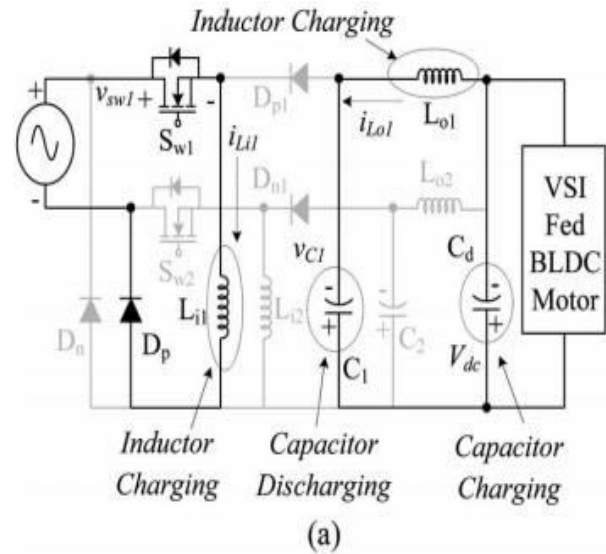 Inductor Charging
+
v_sw1 +
-
D_p1
i_Lo1
L_o1
S_w1
i_Li1
-
D_n1
L_o2
VSI
Fed
BLDC
Motor
v_C1
C_d
S_w2
-
-
-
L_i1
L_i2
D_n
D_p
+
+
+
C_1
C_2
V_dc
Inductor
Charging
Capacitor
Discharging
Capacitor
Charging
(a)